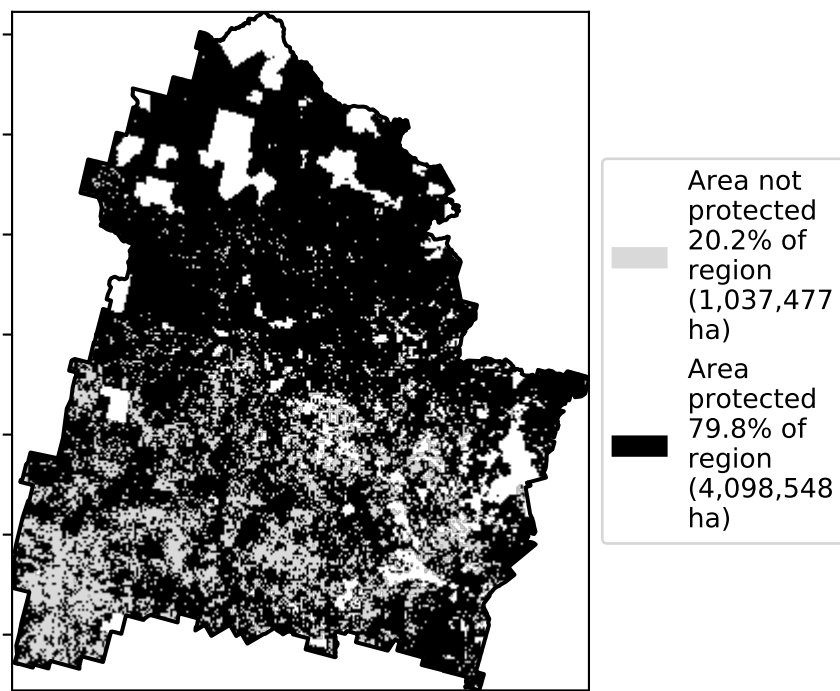 Area not
protected
20.2% of
region
(1,037,477
ha)
Area
protected
79.8% of
region
(4,098,548
ha)